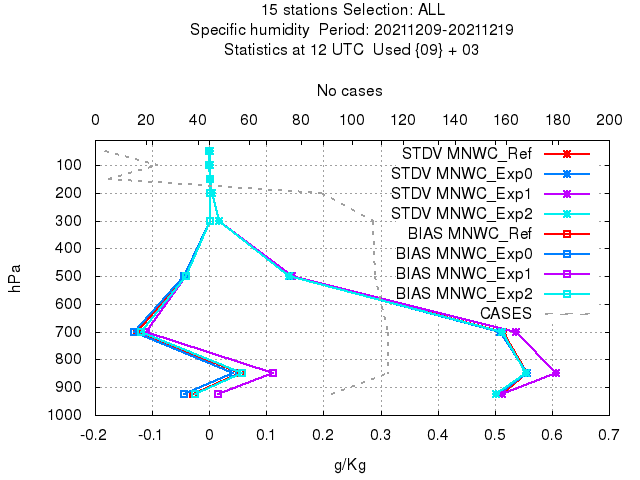 15 stations Selection: ALL
Specific humidity  Period: 20211209-20211219
Statistics at 12 UTC  Used {09} + 03
No cases
0 20 40 60 80 100 120 140 160 180 200
STDV MNWC_Ref
STDV MNWC_Exp0
STDV MNWC_Exp1
STDV MNWC_Exp2
BIAS MNWC_Ref
BIAS MNWC_Exp0
BIAS MNWC_Exp1
BIAS MNWC_Exp2
CASES
100
200
300
400
500
600
700
800
900
1000
hPa
-0.2 -0.1 0 0.1 0.2 0.3 0.4 0.5 0.6 0.7
g/Kg